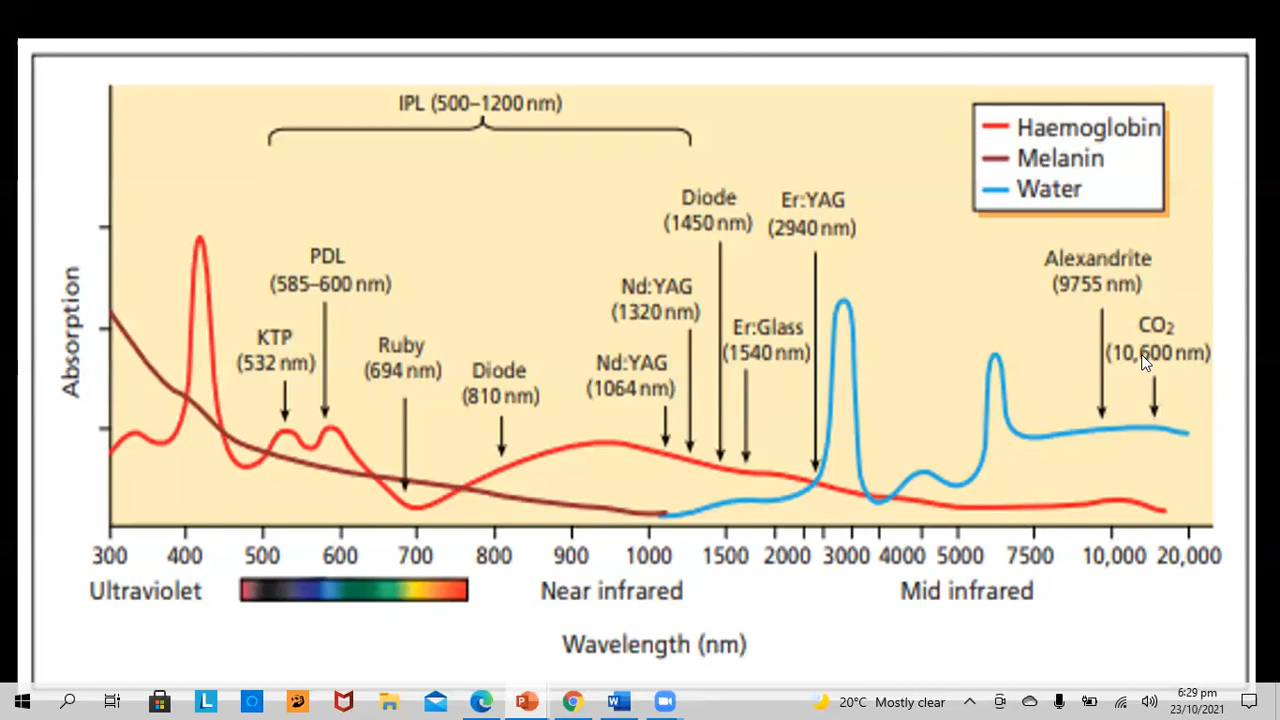 IPL (500–1200 nm)
Haemoglobin
Melanin
Water
Diode
(1450 nm)
Er:YAG
(2940 nm)
PDL
(585–600 nm)
Alexandrite
(9755 nm)
Nd:YAG
(1320 nm)
KTP
(532 nm)
Ruby
(694 nm)
Er:Glass
(1540 nm)
CO₂
(10,600 nm)
Diode
(810 nm)
Nd:YAG
(1064 nm)
Absorption
300 400 500 600 700 800 900 1000 1500 2000 3000 4000 5000 7500 10,000 20,000
Ultraviolet Near infrared Mid infrared
Wavelength (nm)
20°C Mostly clear
6:29 pm
23/10/2021